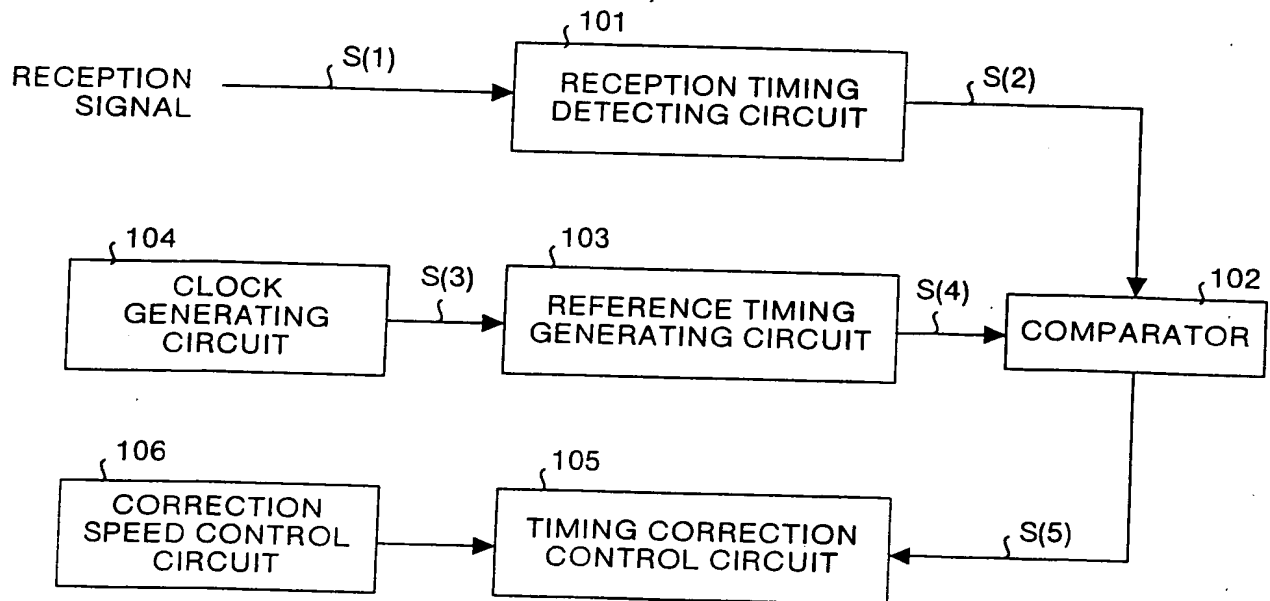 101
S(1)
RECEPTION
SIGNAL
RECEPTION TIMING
DETECTING CIRCUIT
S(2)
104
CLOCK
GENERATING
CIRCUIT
S(3)
103
REFERENCE TIMING
GENERATING CIRCUIT
S(4)
102
COMPARATOR
106
CORRECTION
SPEED CONTROL
CIRCUIT
105
TIMING CORRECTION
CONTROL CIRCUIT
S(5)